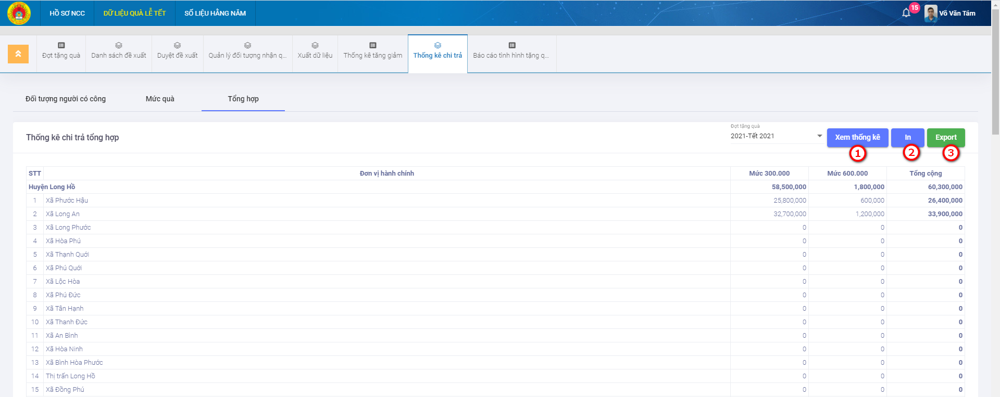 HỒ SƠ NCC DỮ LIỆU QUÀ LỄ TẾT SỐ LIỆU HẰNG NĂM 15 Võ Văn Tám
Đợt tặng quà Danh sách đề xuất Duyệt đề xuất Quản lý đối tượng nhận q... Xuất dữ liệu Thống kê tăng giảm Thống kê chi trả Báo cáo tình hình tặng q...
Đối tượng người có công Mức quà Tổng hợp
Thống kê chi trả tổng hợp
Đợt tặng quà
2021-Tết 2021
Xem thống kê In Export
1 2 3
STT Đơn vị hành chính Mức 300.000 Mức 600.000 Tổng cộng
Huyện Long Hồ 58,500,000 1,800,000 60,300,000
1 Xã Phước Hậu 25,800,000 600,000 26,400,000
2 Xã Long An 32,700,000 1,200,000 33,900,000
3 Xã Long Phước 0 0 0
4 Xã Hòa Phú 0 0 0
5 Xã Thạnh Quới 0 0 0
6 Xã Phú Quới 0 0 0
7 Xã Lộc Hòa 0 0 0
8 Xã Phú Đức 0 0 0
9 Xã Tân Hạnh 0 0 0
10 Xã Thanh Đức 0 0 0
11 Xã An Bình 0 0 0
12 Xã Hòa Ninh 0 0 0
13 Xã Bình Hòa Phước 0 0 0
14 Thị trấn Long Hồ 0 0 0
15 Xã Đồng Phú 0 0 0